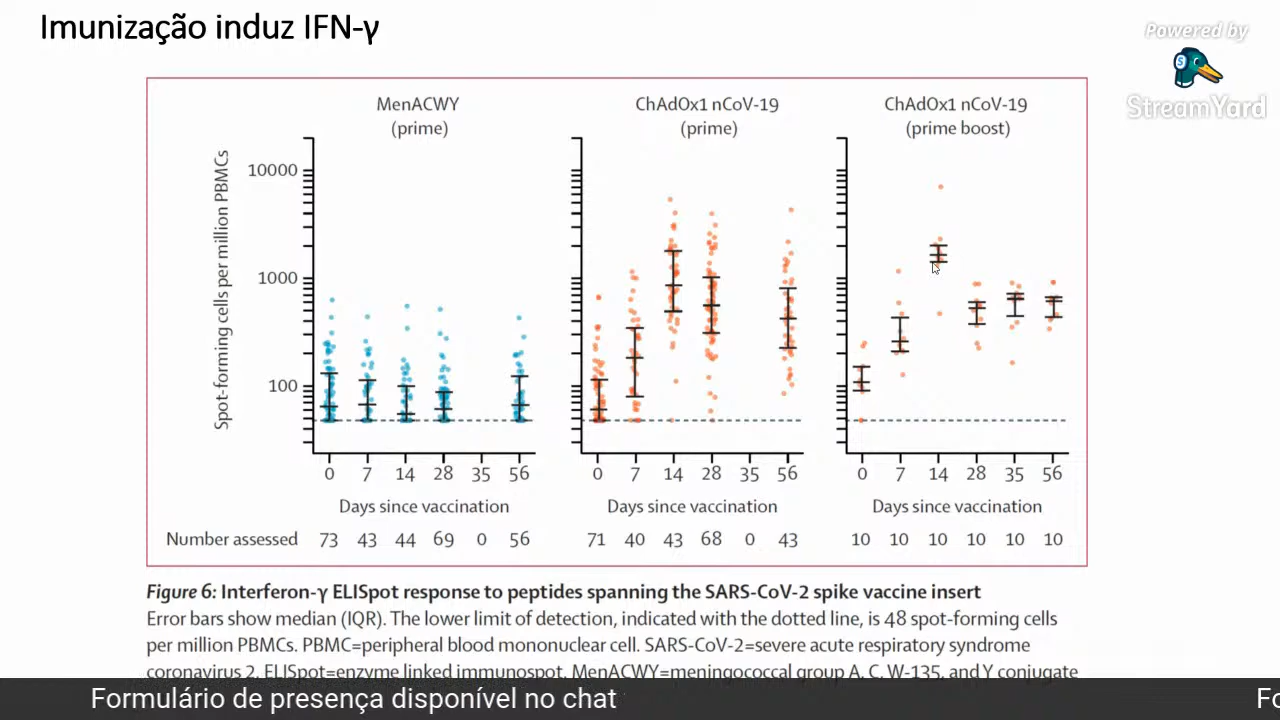 Imunização induz IFN-γ
Powered by
StreamYard
MenACWY
(prime)
ChAdOx1 nCoV-19
(prime)
ChAdOx1 nCoV-19
(prime boost)
Spot-forming cells per million PBMCs
10000
1000
100
0 7 14 28 35 56
0 7 14 28 35 56
0 7 14 28 35 56
Days since vaccination
Days since vaccination
Days since vaccination
Number assessed 73 43 44 69 0 56 71 40 43 68 0 43 10 10 10 10 10 10
Figure 6: Interferon-γ ELISpot response to peptides spanning the SARS-CoV-2 spike vaccine insert
Error bars show median (IQR). The lower limit of detection, indicated with the dotted line, is 48 spot-forming cells
per million PBMCs. PBMC=peripheral blood mononuclear cell. SARS-CoV-2=severe acute respiratory syndrome
coronavirus 2. ELISpot=enzyme linked immunospot. MenACWY=meningococcal group A, C, W-135, and Y conjugate
Formulário de presença disponível no chat
Fo